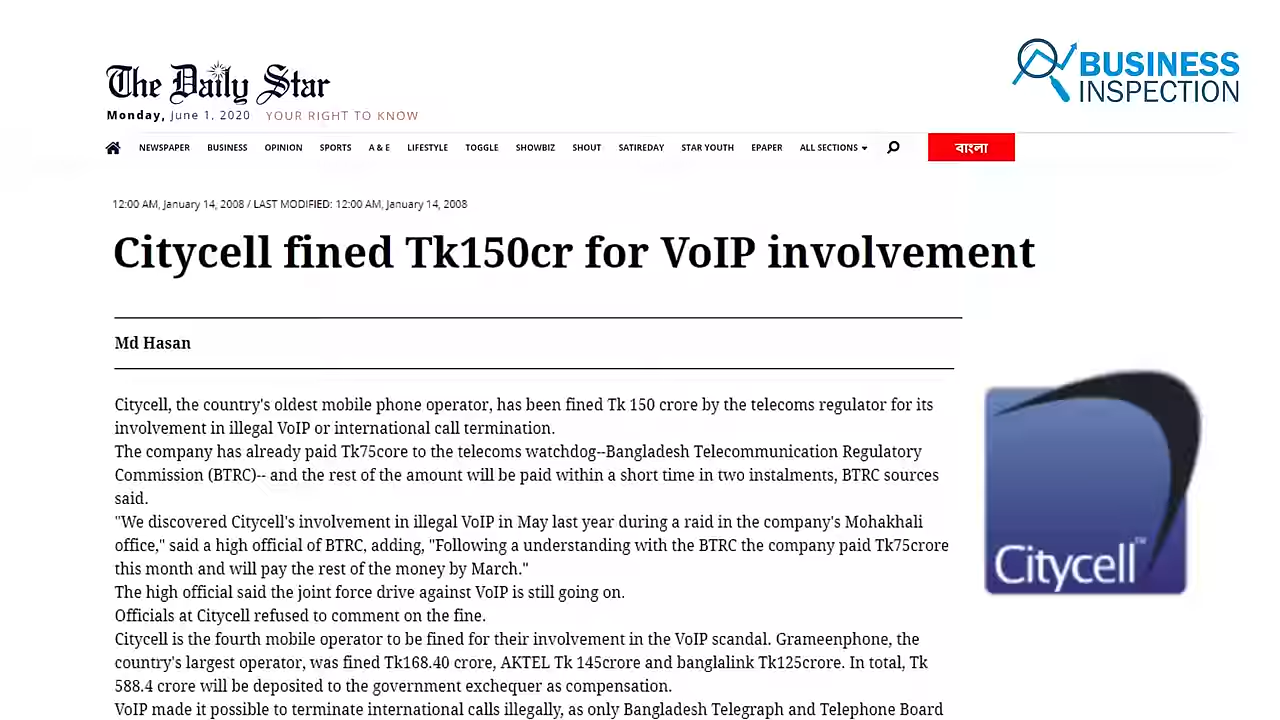 The Daily Star
BUSINESS
INSPECTION
Monday, June 1, 2020 YOUR RIGHT TO KNOW
NEWSPAPER BUSINESS OPINION SPORTS A & E LIFESTYLE TOGGLE SHOWBIZ SHOUT SATIREDAY STAR YOUTH EPAPER ALL SECTIONS বাংলা
12:00 AM, January 14, 2008 / LAST MODIFIED: 12:00 AM, January 14, 2008
Citycell fined Tk150cr for VoIP involvement
Md Hasan
Citycell, the country's oldest mobile phone operator, has been fined Tk 150 crore by the telecoms regulator for its
involvement in illegal VoIP or international call termination.
The company has already paid Tk75core to the telecoms watchdog--Bangladesh Telecommunication Regulatory
Commission (BTRC)-- and the rest of the amount will be paid within a short time in two instalments, BTRC sources
said.
"We discovered Citycell's involvement in illegal VoIP in May last year during a raid in the company's Mohakhali
office," said a high official of BTRC, adding, "Following a understanding with the BTRC the company paid Tk75crore
this month and will pay the rest of the money by March."
The high official said the joint force drive against VoIP is still going on.
Officials at Citycell refused to comment on the fine.
Citycell is the fourth mobile operator to be fined for their involvement in the VoIP scandal. Grameenphone, the
country's largest operator, was fined Tk168.40 crore, AKTEL Tk 145crore and banglalink Tk125crore. In total, Tk
588.4 crore will be deposited to the government exchequer as compensation.
VoIP made it possible to terminate international calls illegally, as only Bangladesh Telegraph and Telephone Board
Citycell™